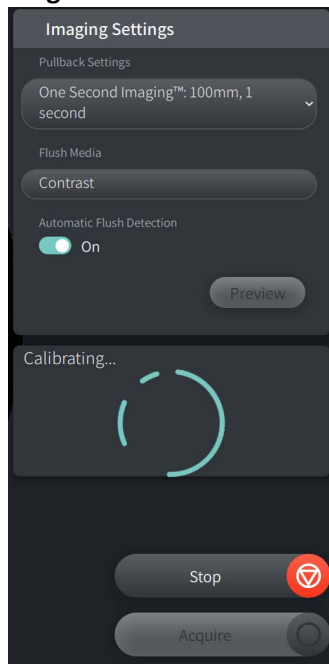 Imaging Settings
Pullback Settings
One Second Imaging™: 100mm, 1
second
Flush Media
Contrast
Automatic Flush Detection
On
Preview
Calibrating...
Stop
Acquire